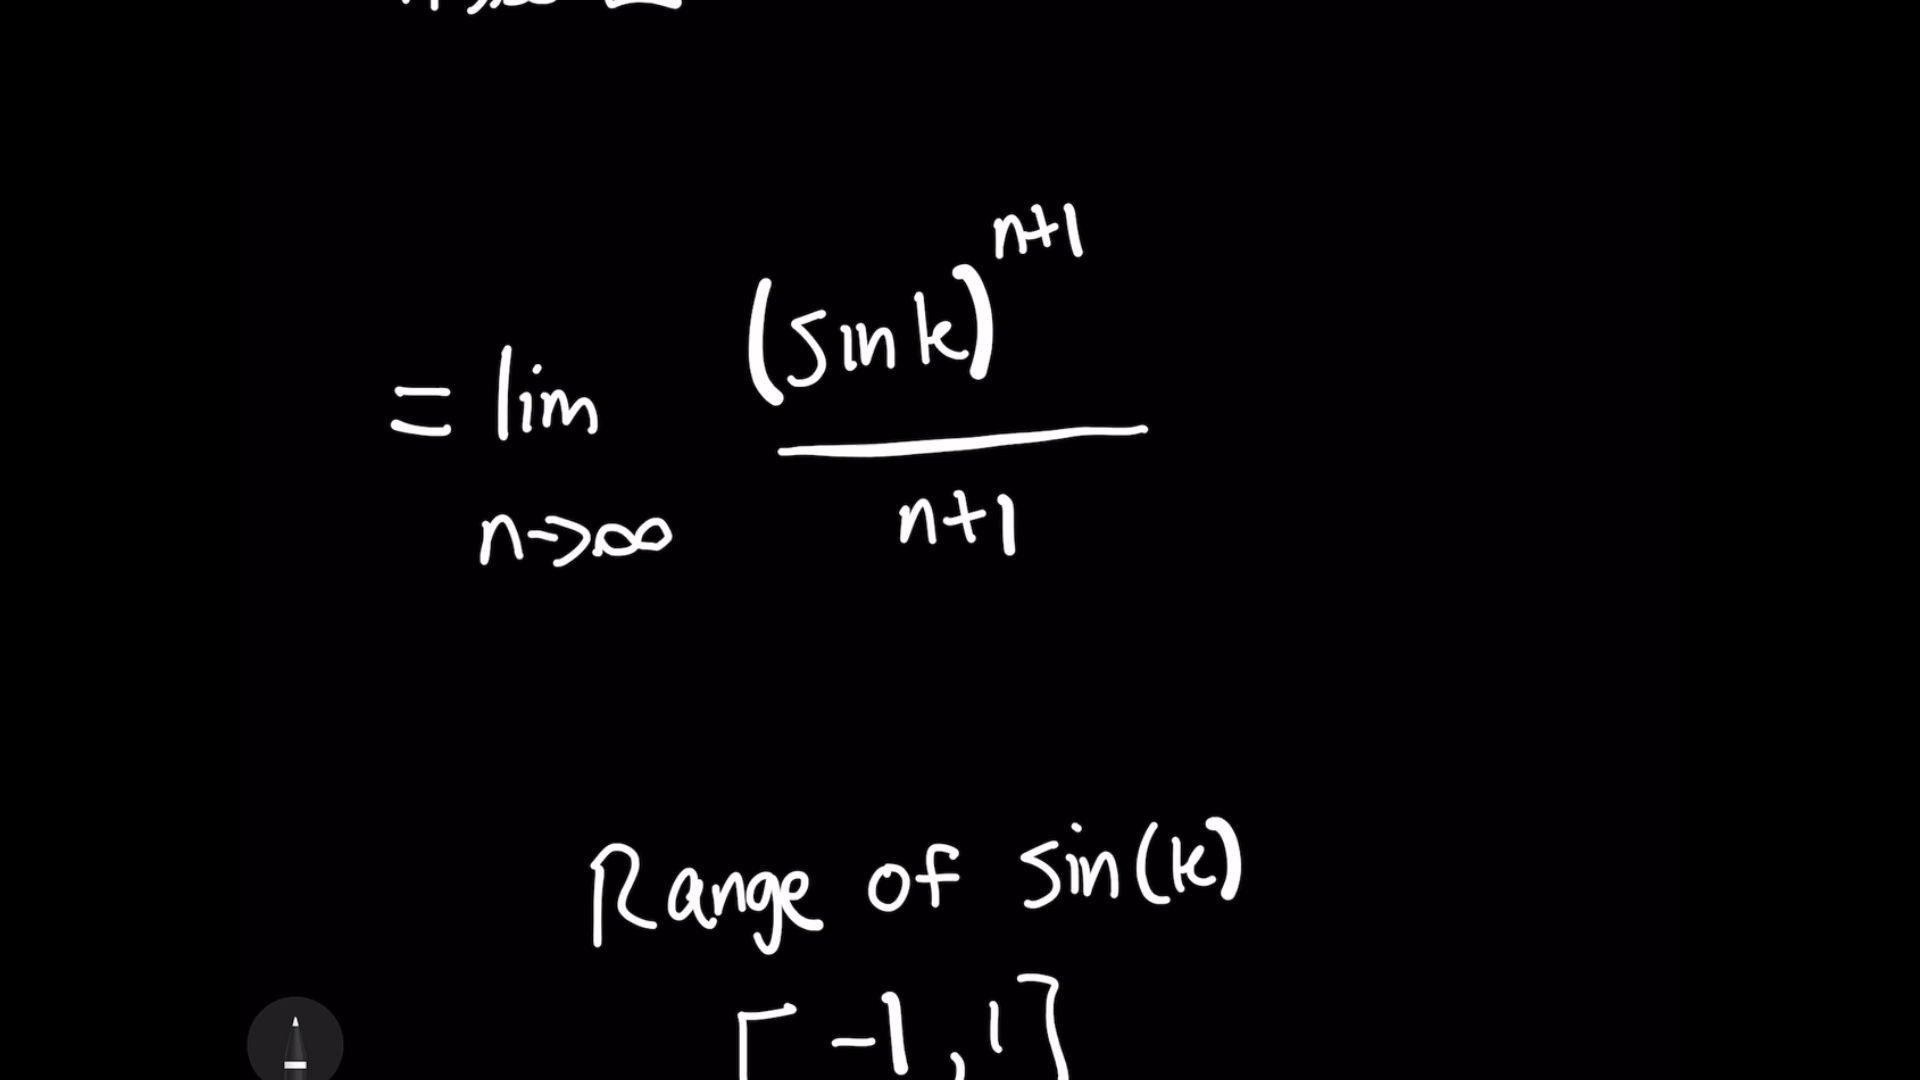 = lim (sin k)^{n+1} / n+1
n->∞
Range of sin(k)
[-1, 1]